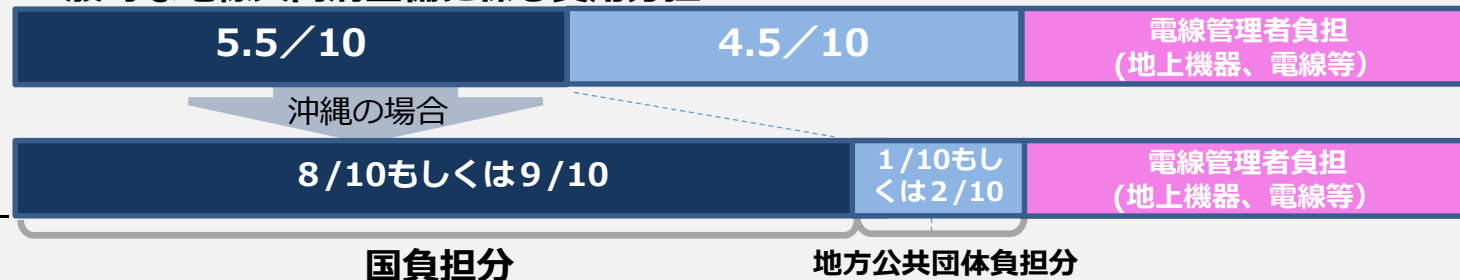 5.5／10
4.5／10
電線管理者負担
(地上機器、電線等）
沖縄の場合
８/10もしくは９/10
１/10もし
くは２/10
電線管理者負担
(地上機器、電線等）
国負担分
地方公共団体負担分